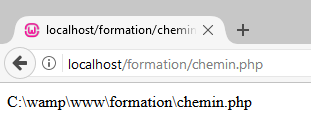 localhost/formation/chemin
localhost/formation/chemin.php
C:\wamp\www\formation\chemin.php